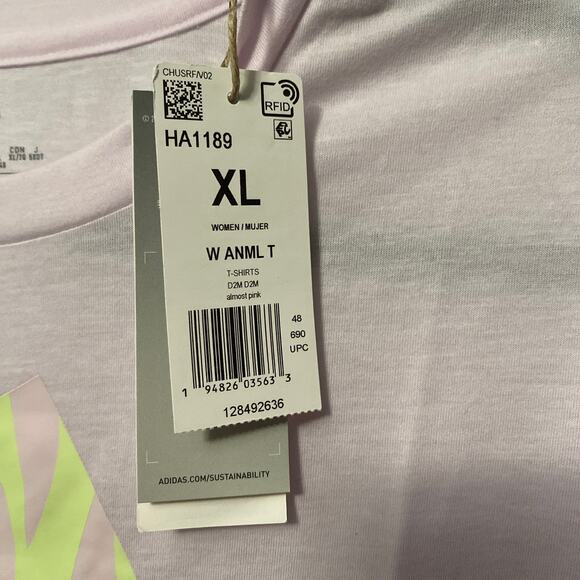 CHUSRF/V02
RFID
HA1189
XL
WOMEN / MUJER
W ANML T
T-SHIRTS
D2M D2M
almost pink
48
690
UPC
1 94826 03563 3
128492636
ADIDAS.COM/SUSTAINABILITY
CDN J